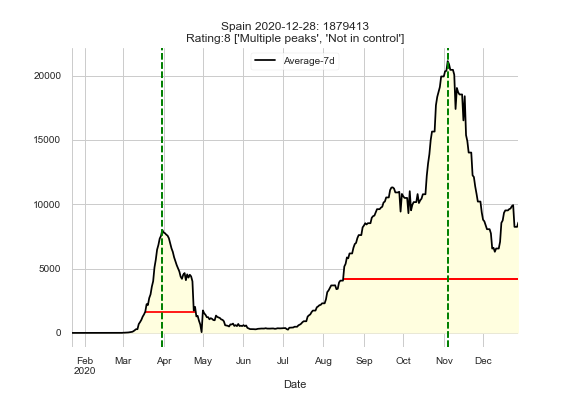 Spain 2020-12-28: 1879413
Rating:8 ['Multiple peaks', 'Not in control']
Average-7d
20000
15000
10000
5000
0
Feb Mar Apr May Jun Jul Aug Sep Oct Nov Dec
2020
Date